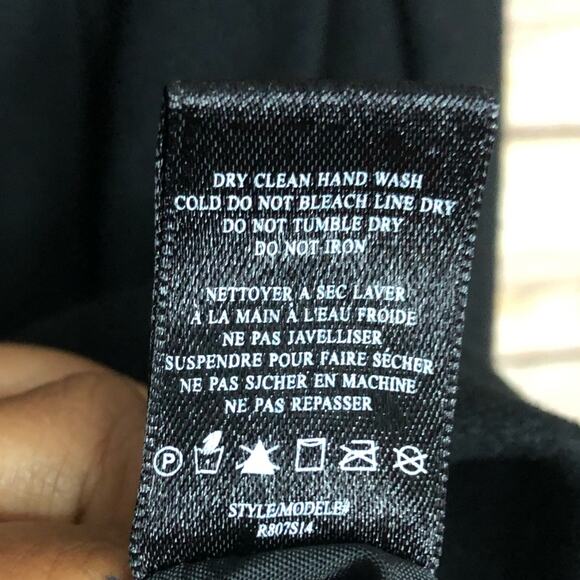 DRY CLEAN HAND WASH
COLD DO NOT BLEACH LINE DRY
DO NOT TUMBLE DRY
DO NOT IRON
NETTOYER A SEC LAVER
À LA MAIN À L'EAU FROIDE
NE PAS JAVELLISER
SUSPENDRE POUR FAIRE SÉCHER
NE PAS SJCHER EN MACHINE
NE PAS REPASSER
P
STYLE/MODELE#
R807S14